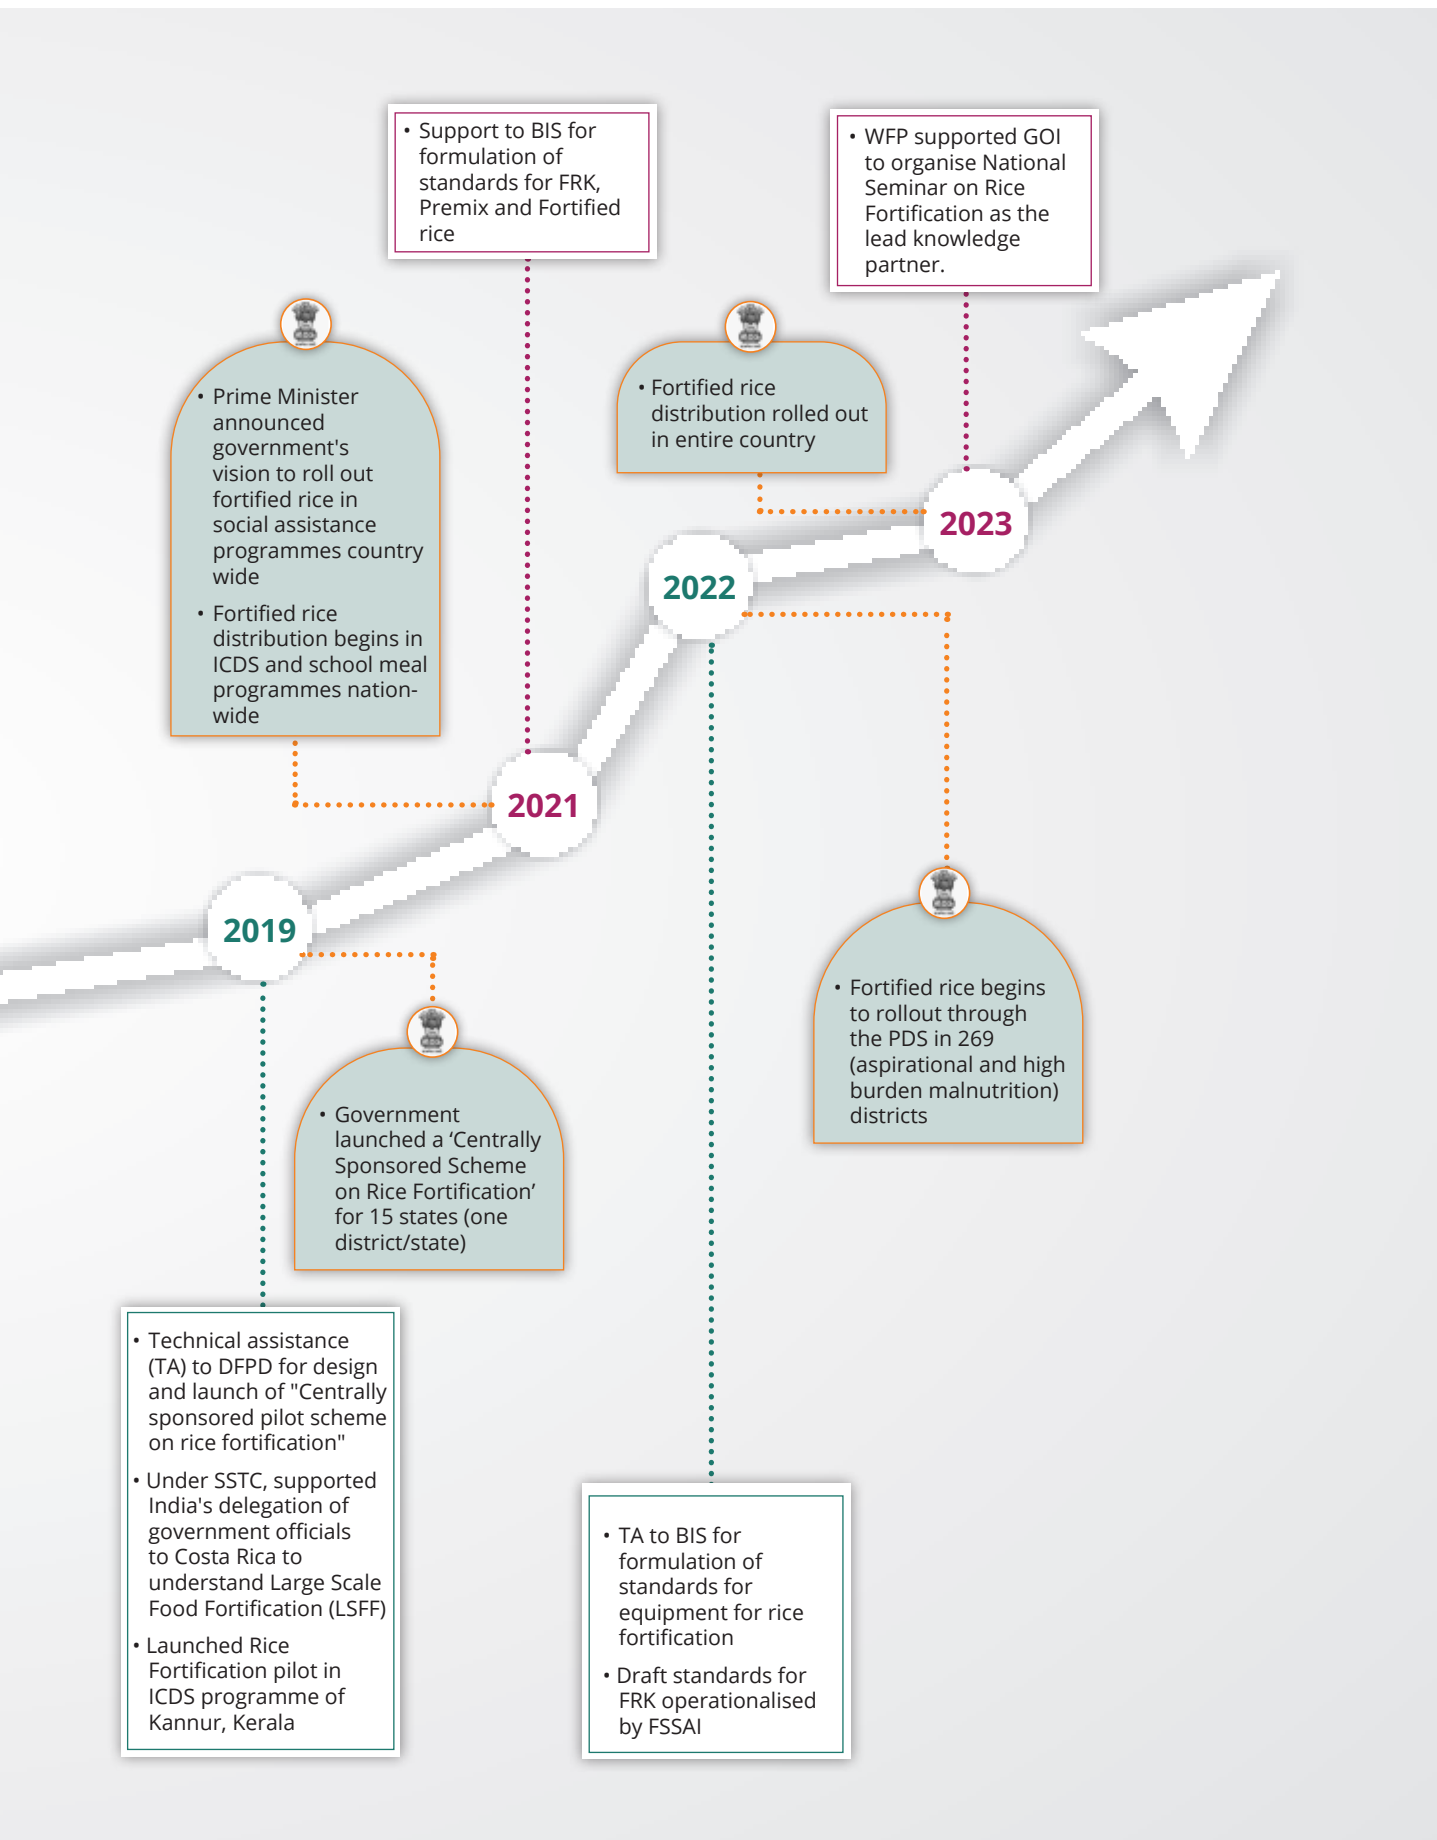 • Support to BIS for
formulation of
standards for FRK,
Premix and Fortified
rice
• WFP supported GOI
to organise National
Seminar on Rice
Fortification as the
lead knowledge
partner.
• Prime Minister
announced
government's
vision to roll out
fortified rice in
social assistance
programmes country
wide
• Fortified rice
distribution begins in
ICDS and school meal
programmes nation-
wide
• Fortified rice
distribution rolled out
in entire country
2023
2022
2021
2019
• Fortified rice begins
to rollout through
the PDS in 269
(aspirational and high
burden malnutrition)
districts
• Government
launched a ‘Centrally
Sponsored Scheme
on Rice Fortification’
for 15 states (one
district/state)
• Technical assistance
(TA) to DFPD for design
and launch of "Centrally
sponsored pilot scheme
on rice fortification"
• Under SSTC, supported
India's delegation of
government officials
to Costa Rica to
understand Large Scale
Food Fortification (LSFF)
• Launched Rice
Fortification pilot in
ICDS programme of
Kannur, Kerala
• TA to BIS for
formulation of
standards for
equipment for rice
fortification
• Draft standards for
FRK operationalised
by FSSAI